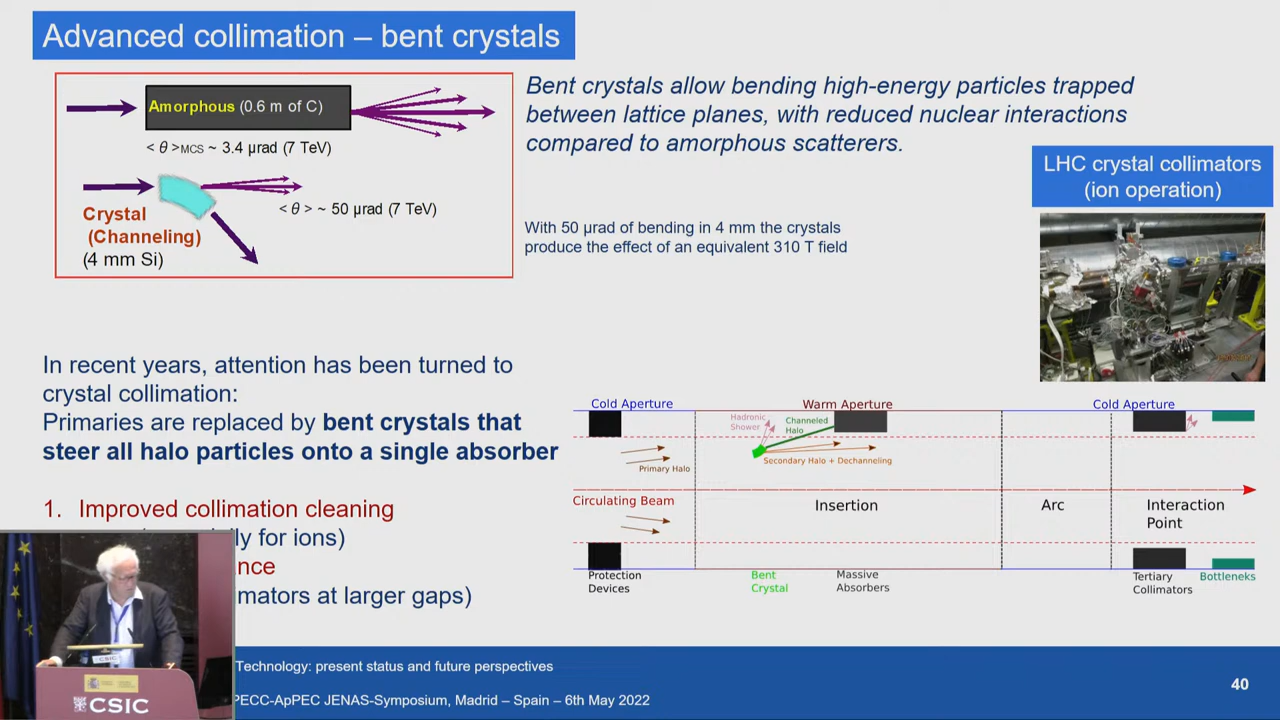 Advanced collimation – bent crystals
Amorphous (0.6 m of C)
< θ >MCS ~ 3.4 μrad (7 TeV)
< θ > ~ 50 μrad (7 TeV)
Crystal
(Channeling)
(4 mm Si)
Bent crystals allow bending high-energy particles trapped
between lattice planes, with reduced nuclear interactions
compared to amorphous scatterers.
With 50 μrad of bending in 4 mm the crystals
produce the effect of an equivalent 310 T field
LHC crystal collimators
(ion operation)
In recent years, attention has been turned to
crystal collimation:
Primaries are replaced by bent crystals that
steer all halo particles onto a single absorber
1. Improved collimation cleaning
ly for ions)
nce
mators at larger gaps)
Cold Aperture
Warm Aperture
Cold Aperture
Hadronic
Shower
Channeled
Halo
Primary Halo
Secondary Halo + Dechanneling
Circulating Beam
Insertion
Arc
Interaction
Point
Protection
Devices
Bent
Crystal
Massive
Absorbers
Tertiary
Collimators
Bottleneks
Technology: present status and future perspectives
PECC-ApPEC JENAS-Symposium, Madrid – Spain – 6th May 2022
40
CSIC
CSIC